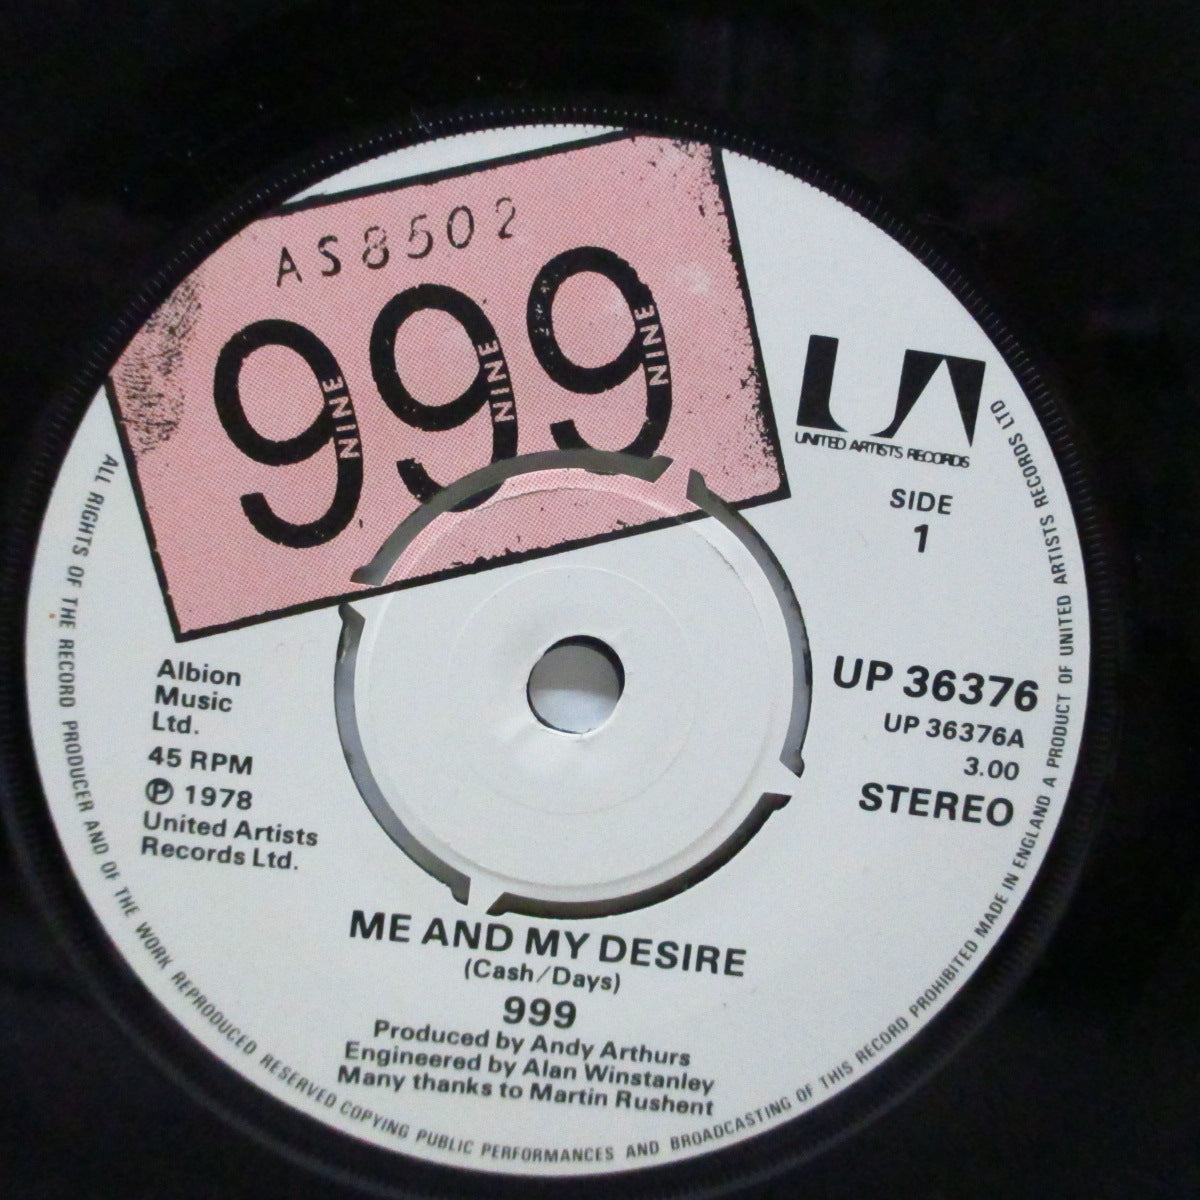 AS8502
999
NINE NINE NINE
UA
UNITED ARTISTS RECORDS
SIDE
1
Albion
Music
Ltd.
45 RPM
Ⓟ 1978
United Artists
Records Ltd.
UP 36376
UP 36376A
3.00
STEREO
ME AND MY DESIRE
(Cash/Days)
999
Produced by Andy Arthurs
Engineered by Alan Winstanley
Many thanks to Martin Rushent
ALL RIGHTS OF THE RECORD PRODUCER AND OF THE WORK REPRODUCED RESERVED COPYING PUBLIC PERFORMANCES AND BROADCASTING OF THIS RECORD PROHIBITED MADE IN ENGLAND A PRODUCT OF UNITED ARTISTS RECORDS LTD